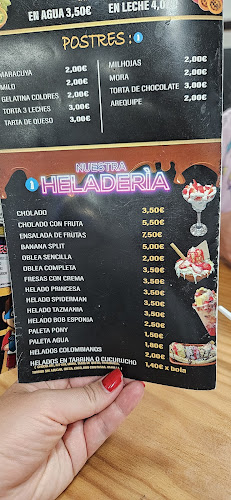 EN AGUA 3,50€
EN LECHE 4,0
POSTRES :
MARACUYA 2,00€
MILO 2,00€
GELATINA COLORES 2,00€
TORTA 3 LECHES 3,00€
TARTA DE QUESO 3,00€
MILHOJAS 2,00€
MORA 2,00€
TORTA DE CHOCOLATE 3,00€
AREQUIPE 2,00€
NUESTRA
HELADERÌA
CHOLADO 3,50€
CHOLADO CON FRUTA 5,50€
ENSALADA DE FRUTAS 7,50€
BANANA SPLIT 5,00€
OBLEA SENCILLA 2,00€
OBLEA COMPLETA 3,50€
FRESAS CON CREMA 3,50€
HELADO PRINCESA 3,50€
HELADO SPIDERMAN 3,50€
HELADO TAZMANIA 3,50€
HELADO BOB ESPONJA 3,50€
PALETA PONY 2,50€
PALETA AGUA 1,50€
HELADOS COLOMBIANOS 1,80€
HELADOS EN TARRINA O CUCURUCHO 2,00€
1,40€ x bola